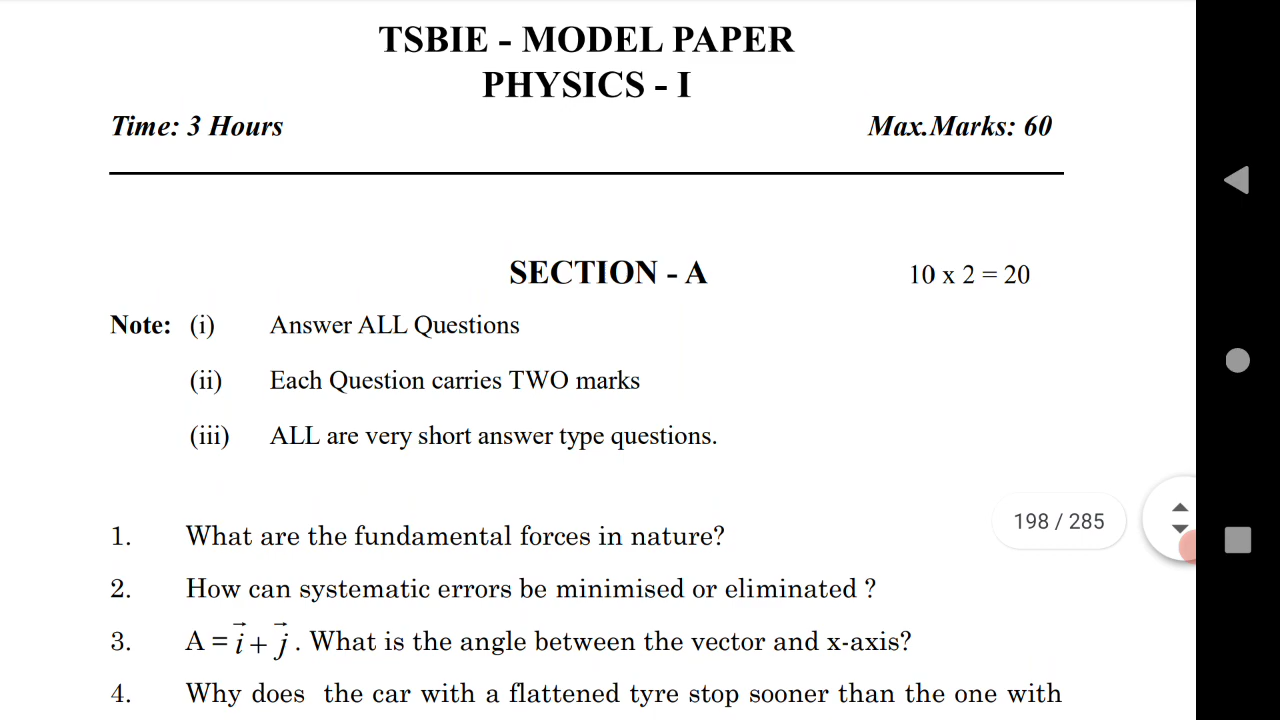 TSBIE - MODEL PAPER
PHYSICS - I
Time: 3 Hours Max.Marks: 60
SECTION - A 10 x 2 = 20
Note: (i) Answer ALL Questions
(ii) Each Question carries TWO marks
(iii) ALL are very short answer type questions.
198 / 285
1. What are the fundamental forces in nature?
2. How can systematic errors be minimised or eliminated ?
3. A = i⃗ + j⃗ . What is the angle between the vector and x-axis?
4. Why does the car with a flattened tyre stop sooner than the one with